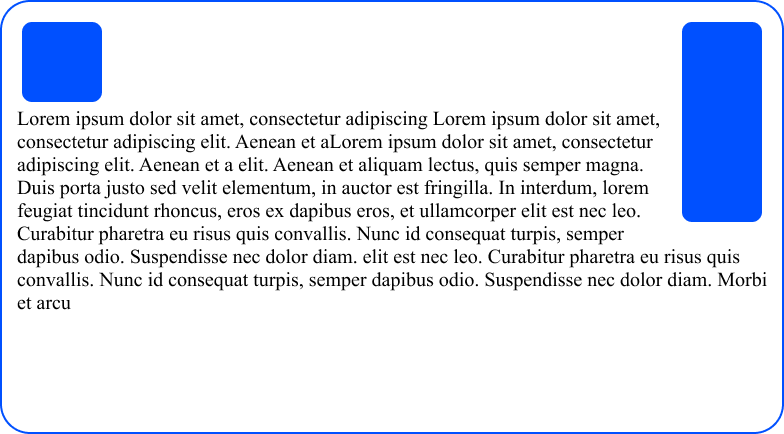 Lorem ipsum dolor sit amet, consectetur adipiscing Lorem ipsum dolor sit amet,
consectetur adipiscing elit. Aenean et aLorem ipsum dolor sit amet, consectetur
adipiscing elit. Aenean et a elit. Aenean et aliquam lectus, quis semper magna.
Duis porta justo sed velit elementum, in auctor est fringilla. In interdum, lorem
feugiat tincidunt rhoncus, eros ex dapibus eros, et ullamcorper elit est nec leo.
Curabitur pharetra eu risus quis convallis. Nunc id consequat turpis, semper
dapibus odio. Suspendisse nec dolor diam. elit est nec leo. Curabitur pharetra eu risus quis
convallis. Nunc id consequat turpis, semper dapibus odio. Suspendisse nec dolor diam. Morbi
et arcu